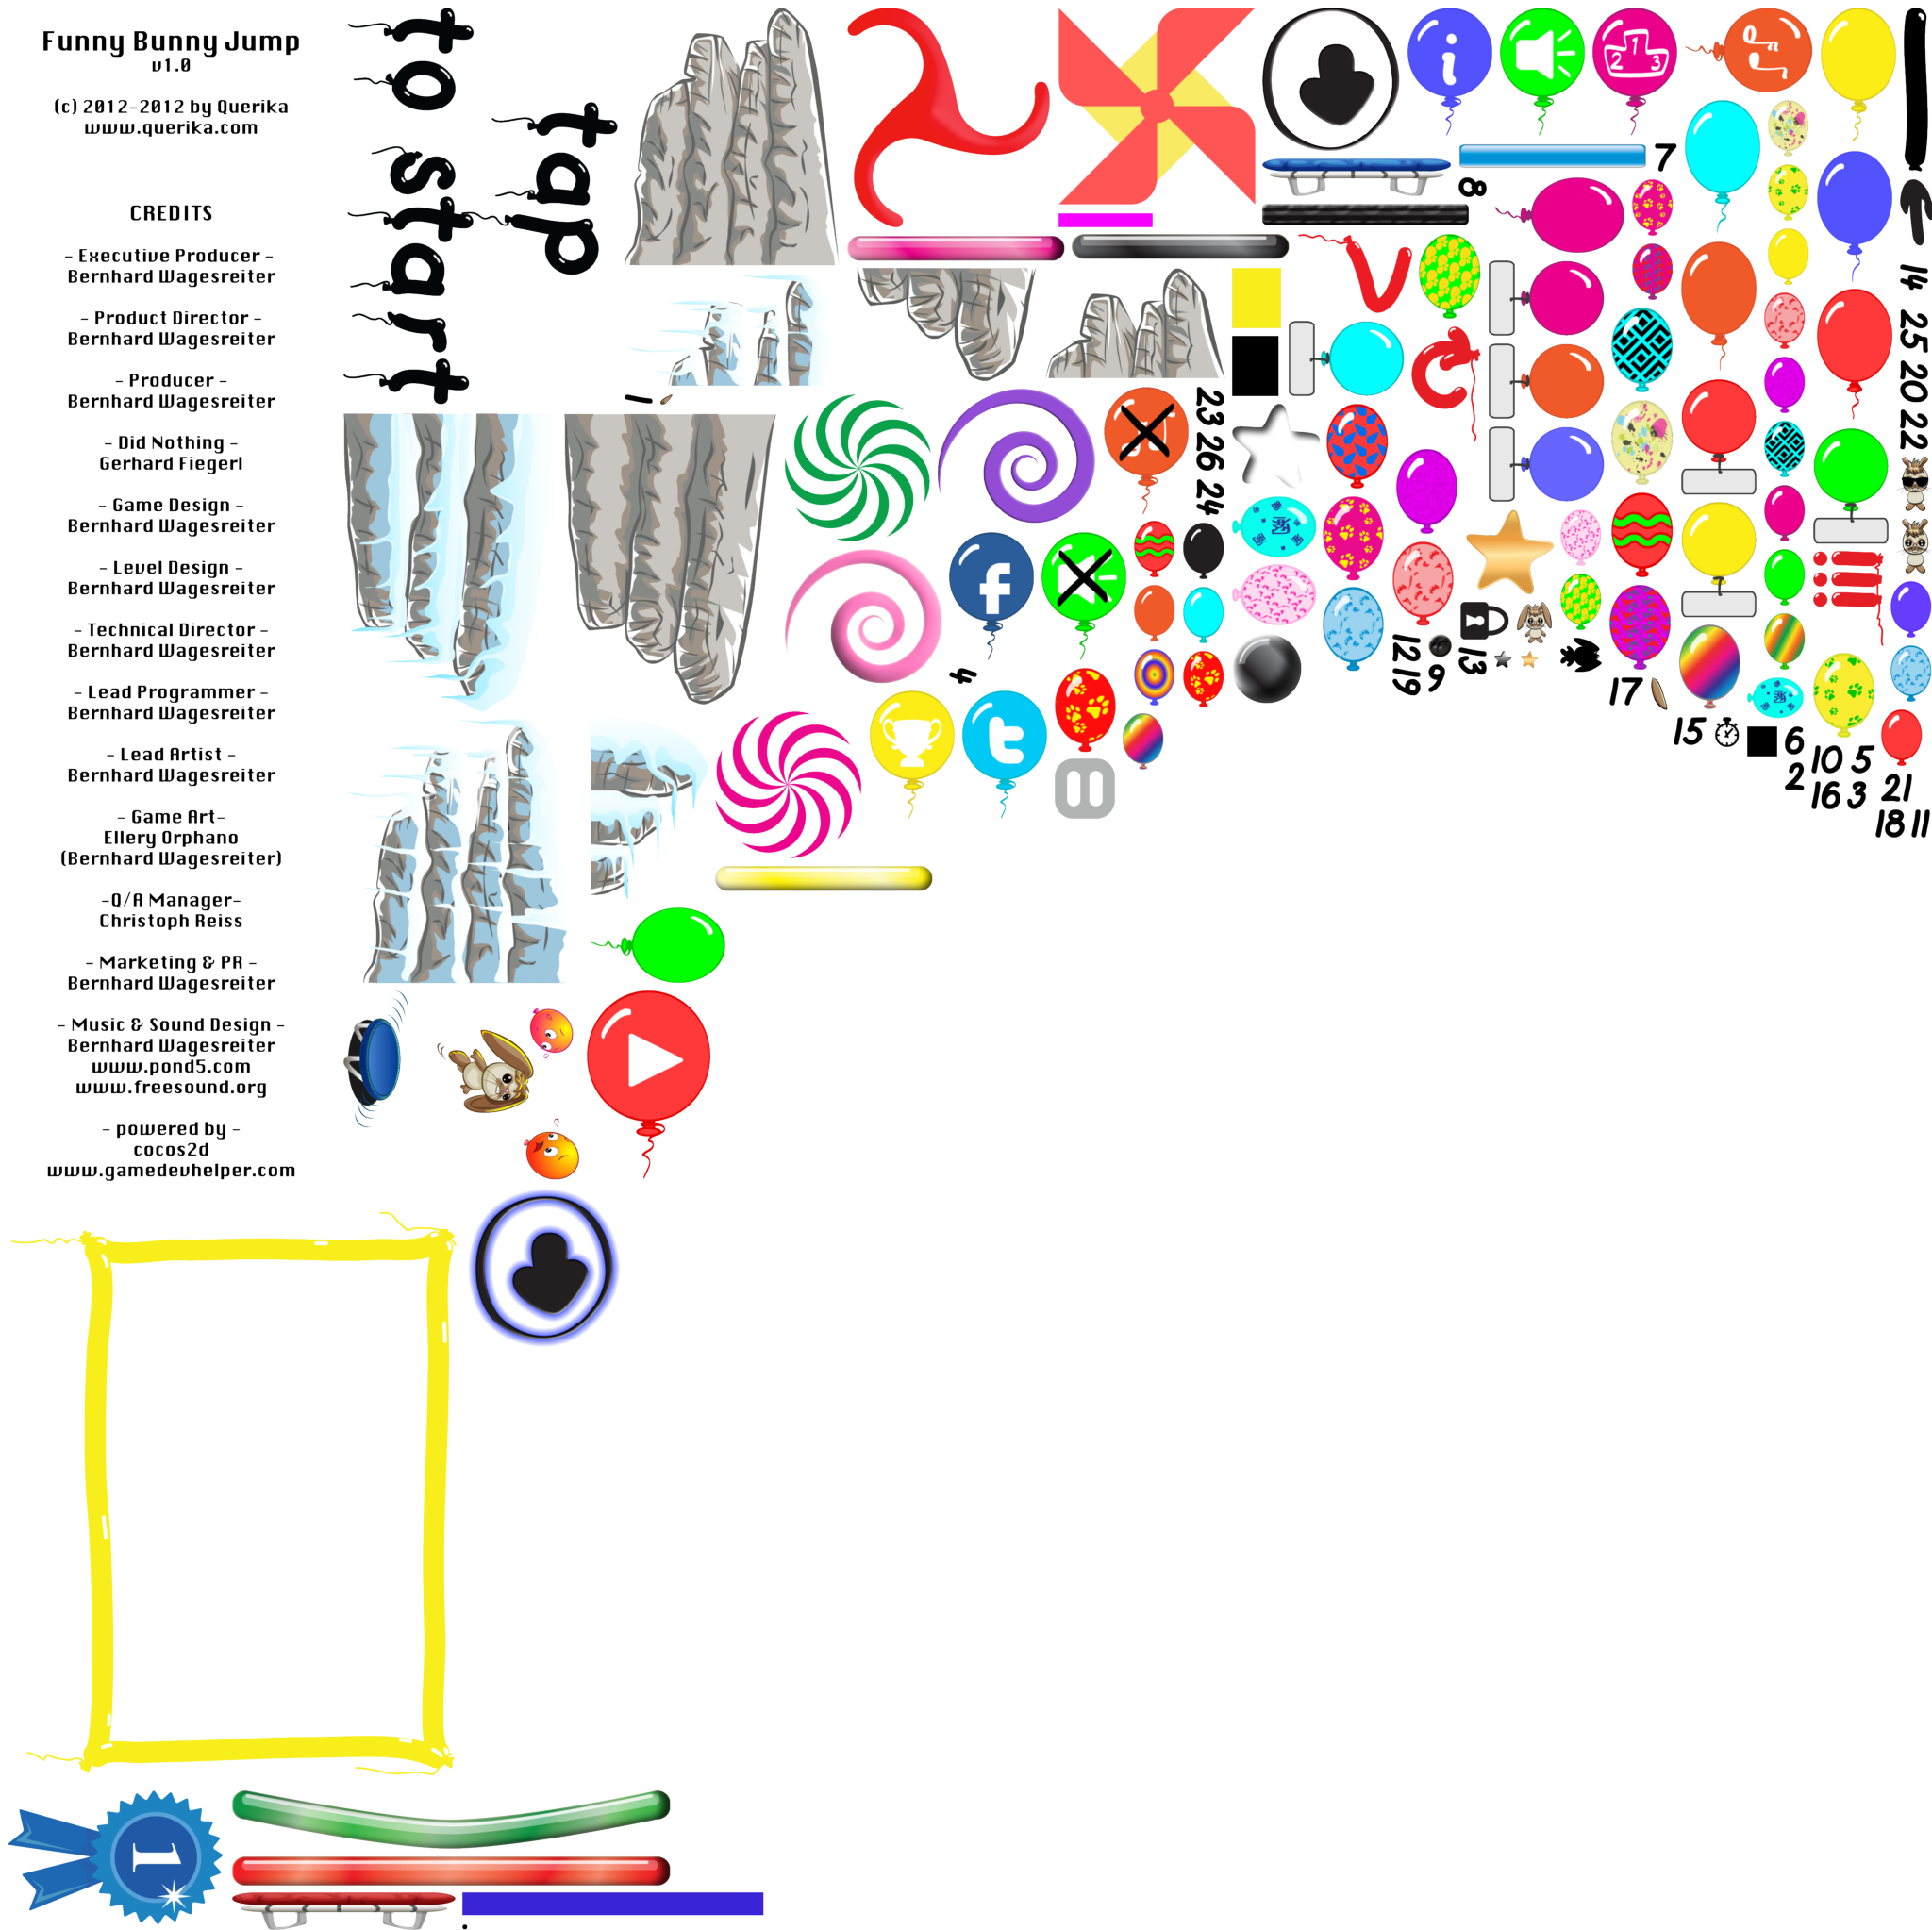 Funny Bunny Jump
v1.0
(c) 2012-2012 by Querika
www.querika.com
CREDITS
- Executive Producer -
Bernhard Wagesreiter
- Product Director -
Bernhard Wagesreiter
- Producer -
Bernhard Wagesreiter
- Did Nothing -
Gerhard Fiegerl
- Game Design -
Bernhard Wagesreiter
- Level Design -
Bernhard Wagesreiter
- Technical Director -
Bernhard Wagesreiter
- Lead Programmer -
Bernhard Wagesreiter
- Lead Artist -
Bernhard Wagesreiter
- Game Art-
Ellery Orphano
(Bernhard Wagesreiter)
-Q/A Manager-
Christoph Reiss
- Marketing & PR -
Bernhard Wagesreiter
- Music & Sound Design -
Bernhard Wagesreiter
www.pond5.com
www.freesound.org
- powered by -
cocos2d
www.gamedevhelper.com
to
start
tap
i
1
2 3
7
8
14
25
20
22
23
26
24
f
t
4
12
19
9
13
17
15
6
2
10 5
16 3
21
18 11
1